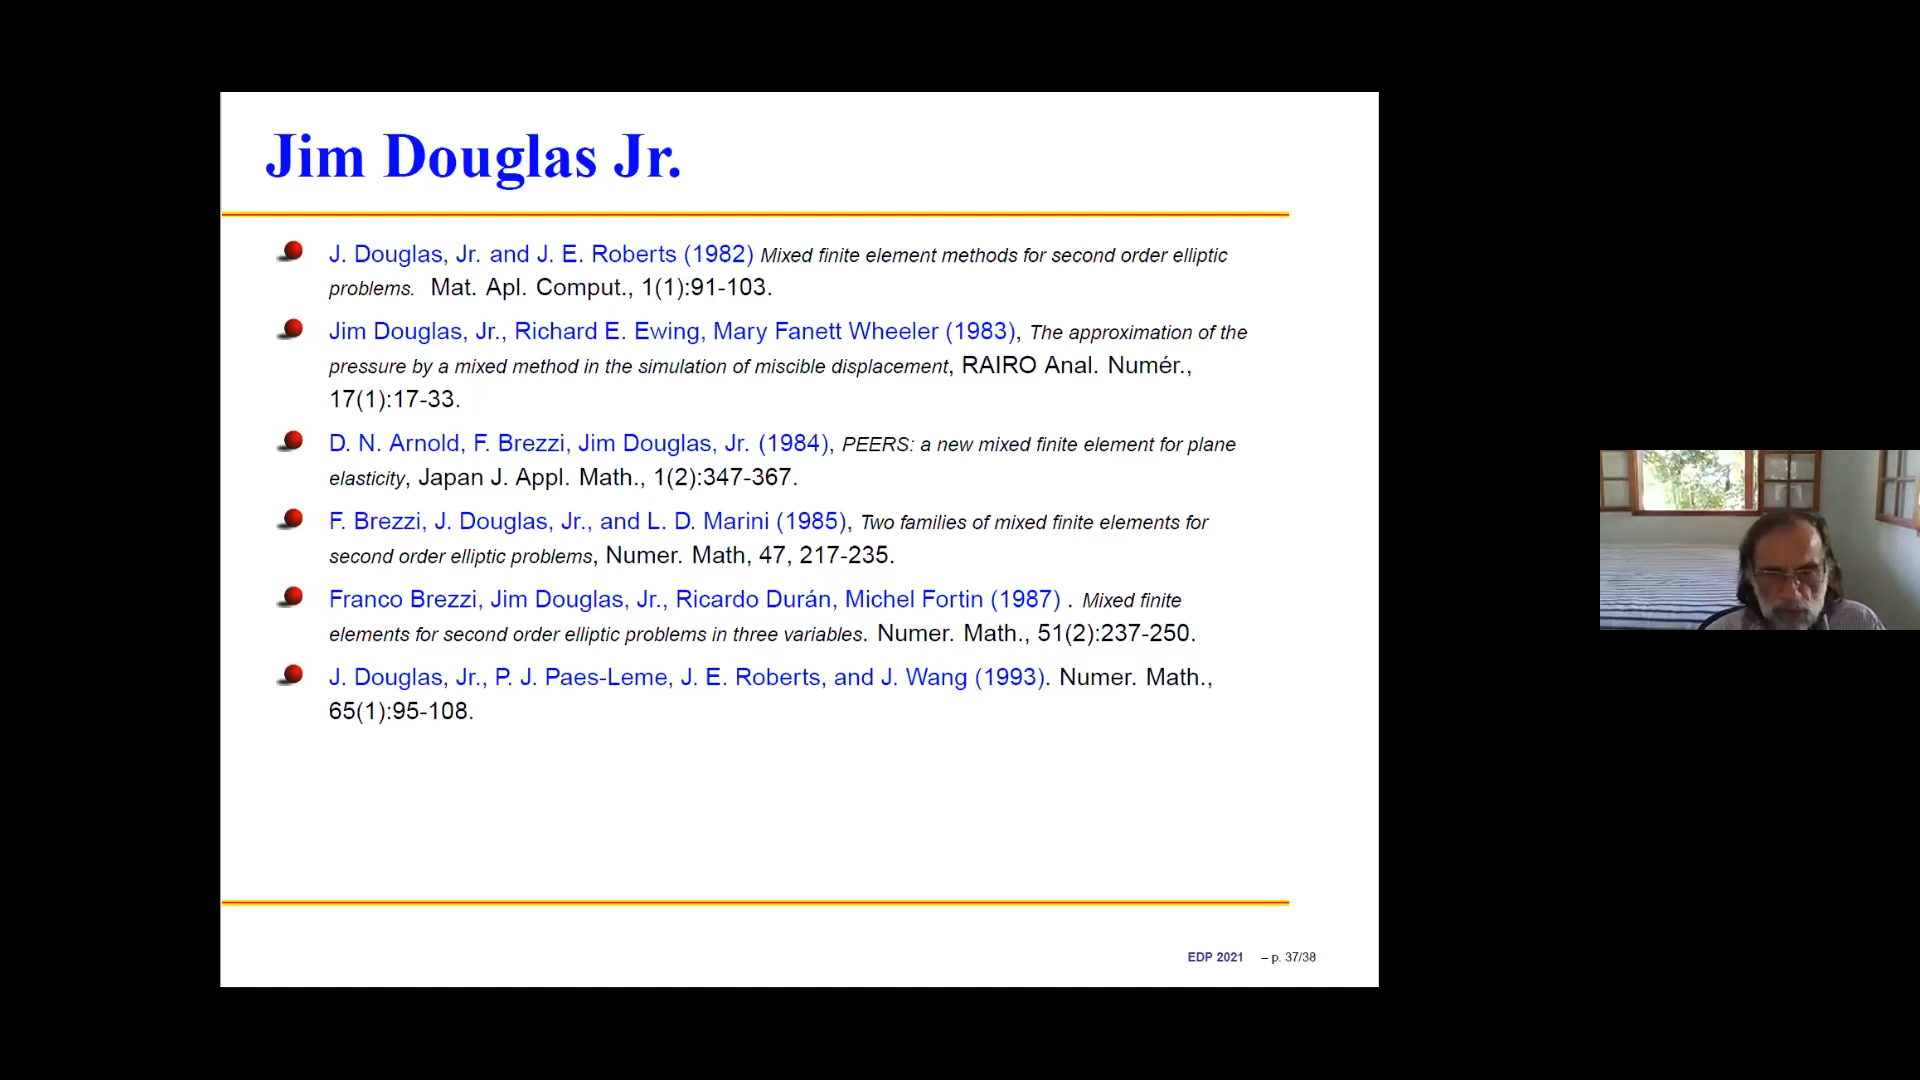 Jim Douglas Jr.
J. Douglas, Jr. and J. E. Roberts (1982) Mixed finite element methods for second order elliptic
problems. Mat. Apl. Comput., 1(1):91-103.
Jim Douglas, Jr., Richard E. Ewing, Mary Fanett Wheeler (1983), The approximation of the
pressure by a mixed method in the simulation of miscible displacement, RAIRO Anal. Numér.,
17(1):17-33.
D. N. Arnold, F. Brezzi, Jim Douglas, Jr. (1984), PEERS: a new mixed finite element for plane
elasticity, Japan J. Appl. Math., 1(2):347-367.
F. Brezzi, J. Douglas, Jr., and L. D. Marini (1985), Two families of mixed finite elements for
second order elliptic problems, Numer. Math, 47, 217-235.
Franco Brezzi, Jim Douglas, Jr., Ricardo Durán, Michel Fortin (1987) . Mixed finite
elements for second order elliptic problems in three variables. Numer. Math., 51(2):237-250.
J. Douglas, Jr., P. J. Paes-Leme, J. E. Roberts, and J. Wang (1993). Numer. Math.,
65(1):95-108.
EDP 2021 – p. 37/38